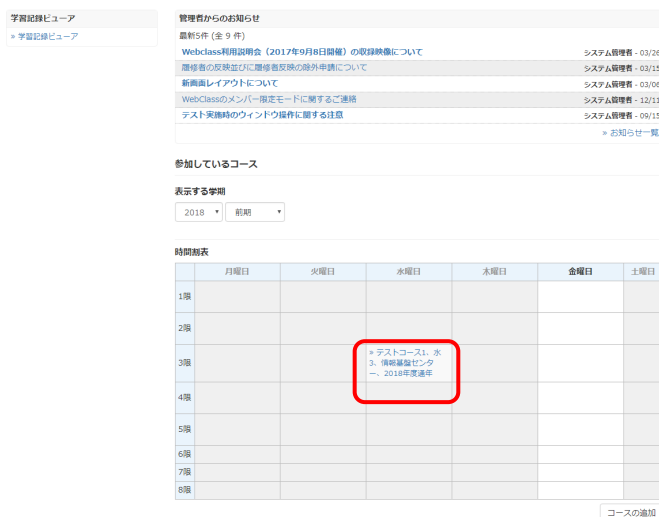 学習記録ビューア
» 学習記録ビューア
管理者からのお知らせ
最新5件 (全 9 件)
Webclass利用説明会（2017年9月8日開催）の収録映像について システム管理者 - 03/26
履修者の反映並びに履修者反映の除外申請について システム管理者 - 03/15
新画面レイアウトについて システム管理者 - 03/06
WebClassのメンバー限定モードに関するご連絡 システム管理者 - 12/11
テスト実施時のウィンドウ操作に関する注意 システム管理者 - 09/15
» お知らせ一覧
参加しているコース
表示する学期
2018 前期
時間割表
月曜日 火曜日 水曜日 木曜日 金曜日 土曜日
1限
2限
3限
» テストコース1、水
3、情報基盤センタ
ー、2018年度通年
4限
5限
6限
7限
8限
コースの追加